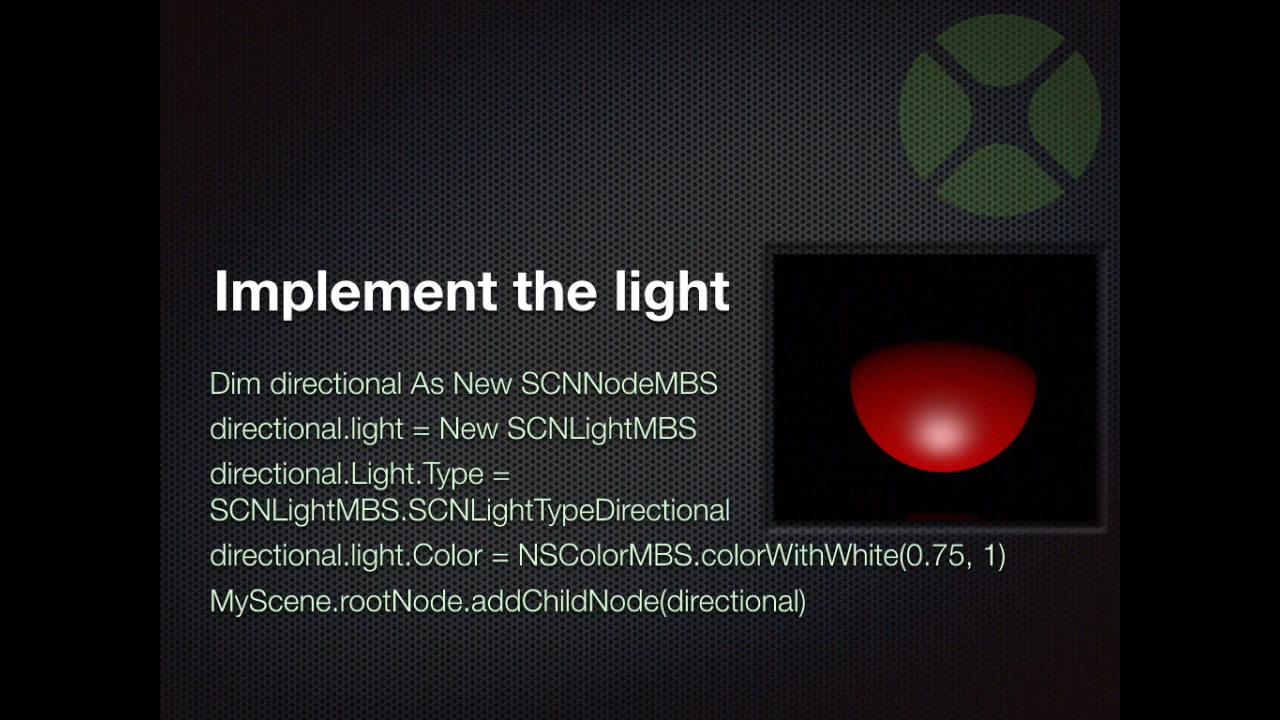 Implement the light
Dim directional As New SCNNodeMBS
directional.light = New SCNLightMBS
directional.Light.Type =
SCNLightMBS.SCNLightTypeDirectional
directional.light.Color = NSColorMBS.colorWithWhite(0.75, 1)
MyScene.rootNode.addChildNode(directional)